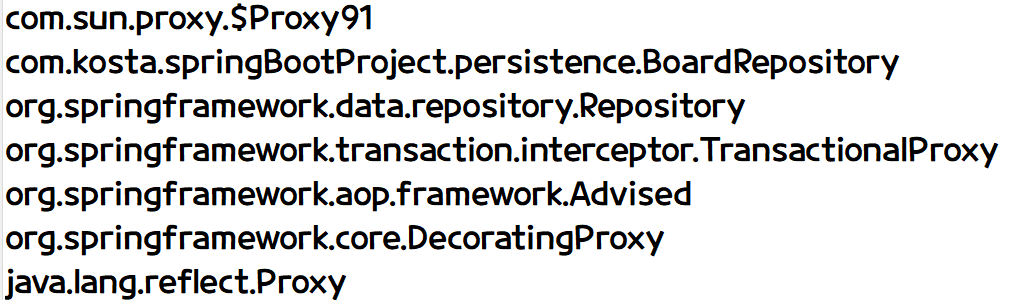 com.sun.proxy.$Proxy91
com.kosta.springBootProject.persistence.BoardRepository
org.springframework.data.repository.Repository
org.springframework.transaction.interceptor.TransactionalProxy
org.springframework.aop.framework.Advised
org.springframework.core.DecoratingProxy
java.lang.reflect.Proxy